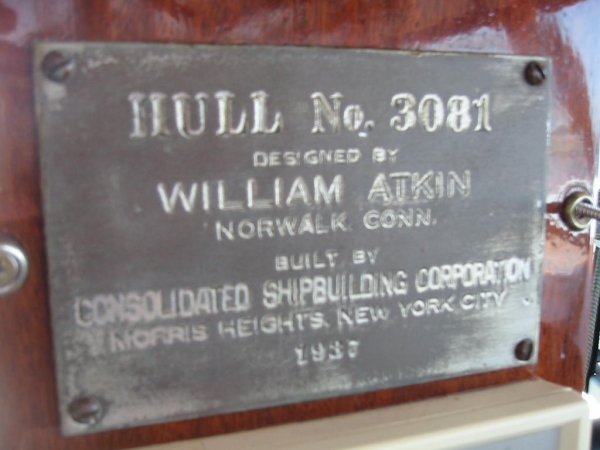 HULL No. 3081
DESIGNED BY
WILLIAM ATKIN
NORWALK, CONN.
BUILT BY
CONSOLIDATED SHIPBUILDING CORPORATION
MORRIS HEIGHTS, NEW YORK CITY
1937